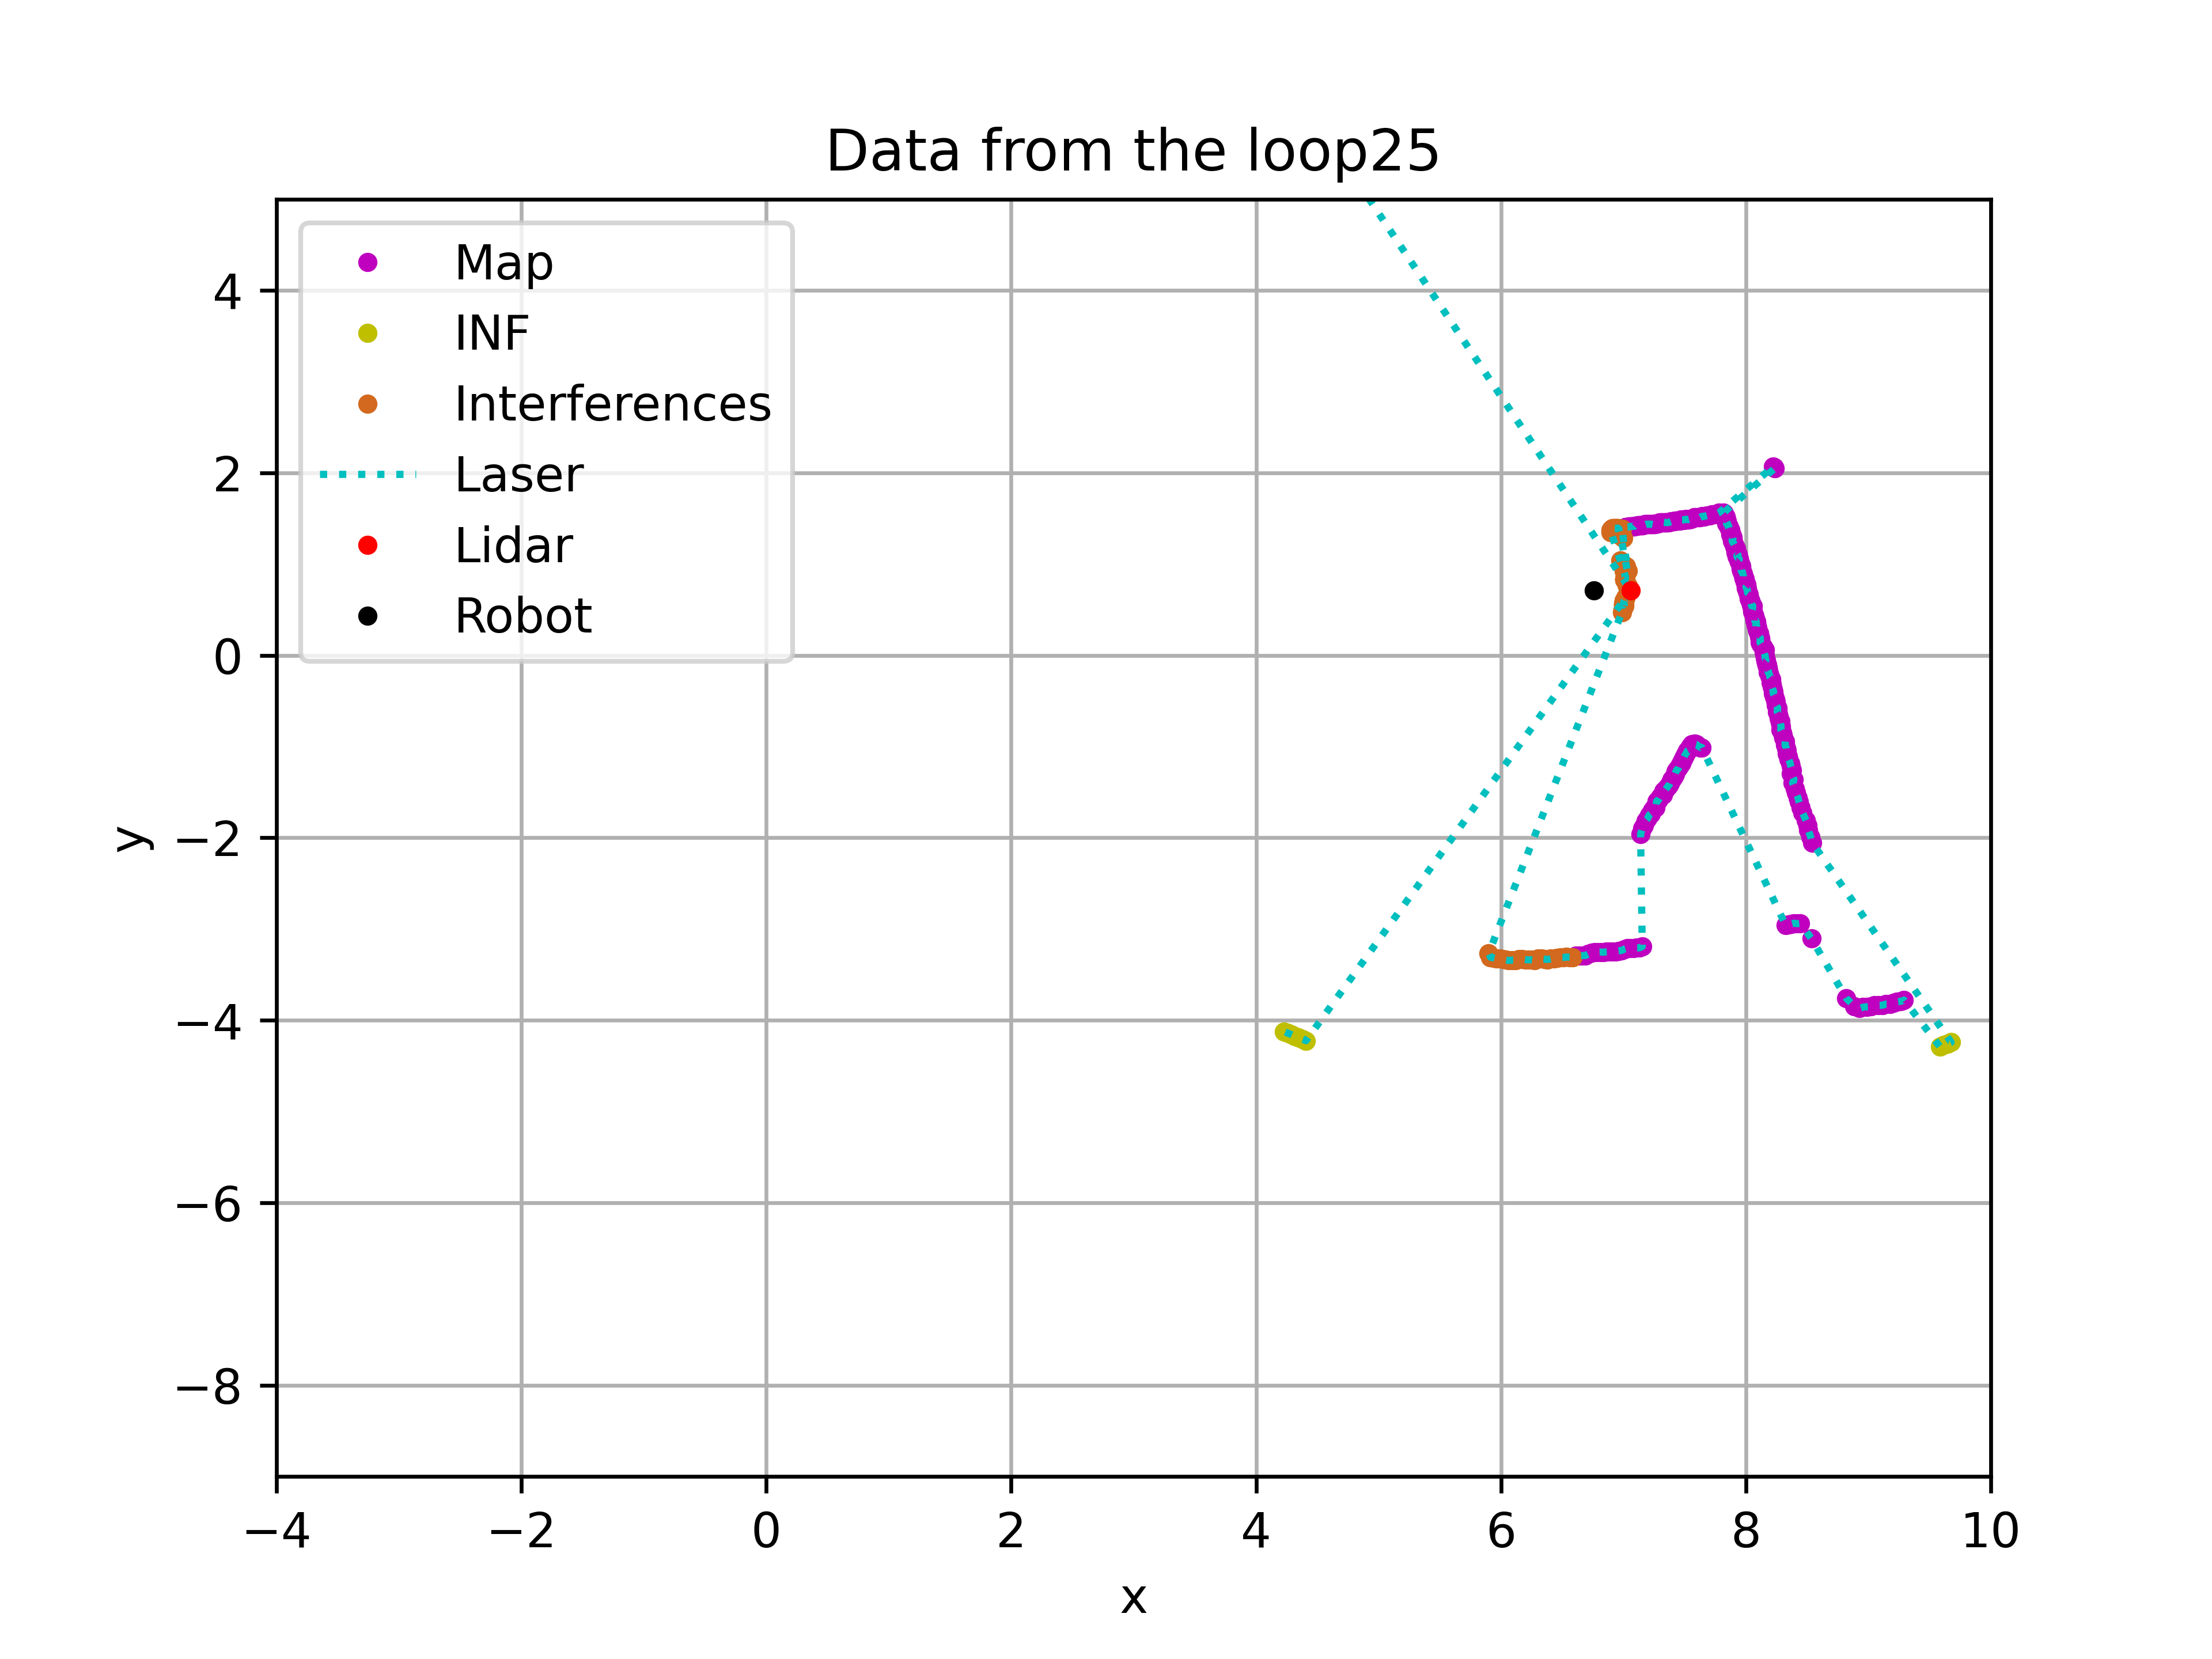 Data from the loop25
Map
INF
Interferences
Laser
Lidar
Robot
4
2
0
−2
−4
−6
−8
y
−4 −2 0 2 4 6 8 10
x